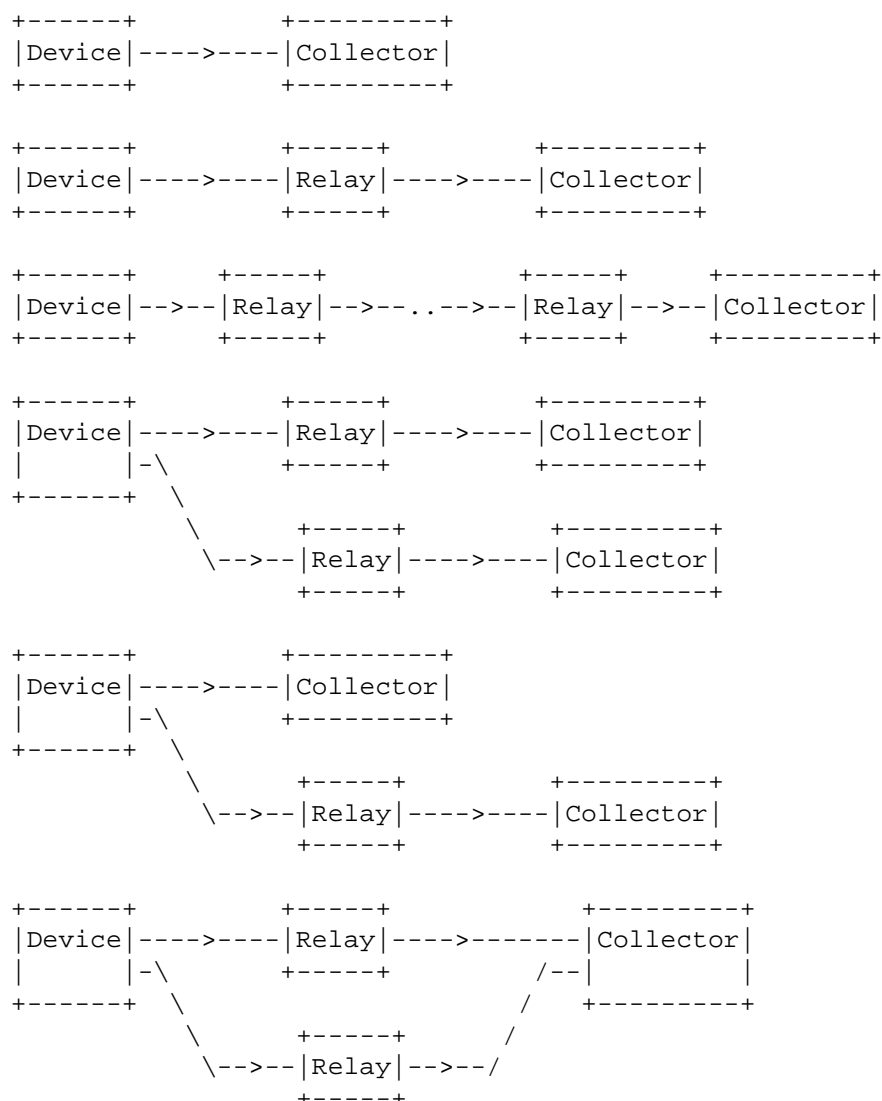 +------+         +---------+
|Device|---->----|Collector|
+------+         +---------+

+------+         +-----+         +---------+
|Device|---->----|Relay|---->----|Collector|
+------+         +-----+         +---------+

+------+     +-----+            +-----+     +---------+
|Device|-->--|Relay|-->--..-->--|Relay|-->--|Collector|
+------+     +-----+            +-----+     +---------+

+------+         +-----+         +---------+
|Device|---->----|Relay|---->----|Collector|
|      |-\       +-----+         +---------+
+------+  \
           \      +-----+         +---------+
            \-->--|Relay|---->----|Collector|
                  +-----+         +---------+

+------+         +---------+
|Device|---->----|Collector|
|      |-\       +---------+
+------+  \
           \      +-----+         +---------+
            \-->--|Relay|---->----|Collector|
                  +-----+         +---------+

+------+         +-----+            +---------+
|Device|---->----|Relay|---->-------|Collector|
|      |-\       +-----+         /--|         |
+------+  \                     /   +---------+
           \      +-----+      /
            \-->--|Relay|-->--/
                  +-----+